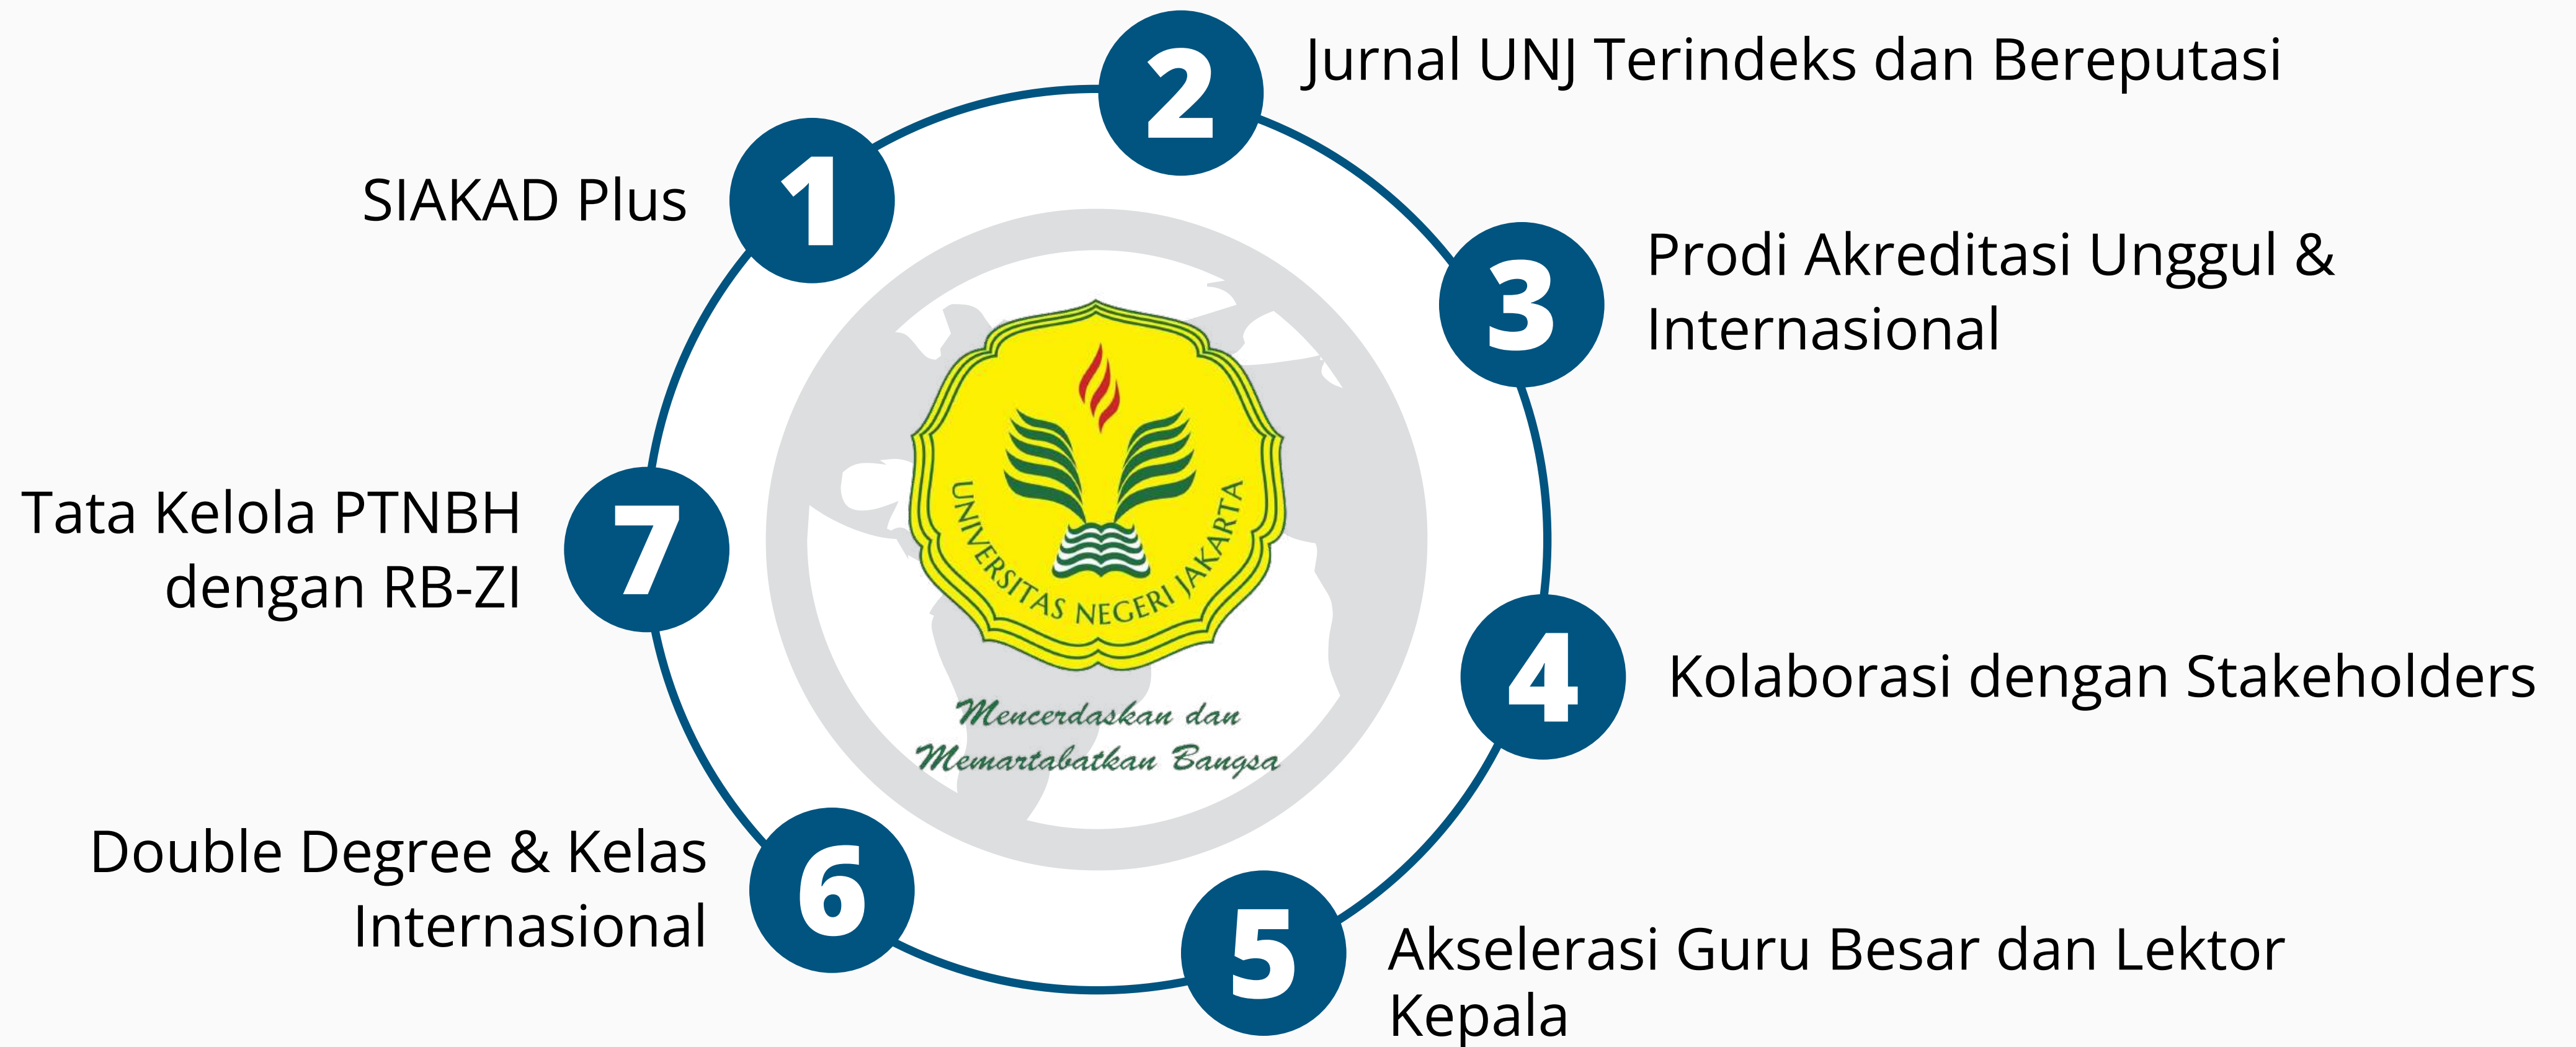 1
SIAKAD Plus
2
Jurnal UNJ Terindeks dan Bereputasi
3
Prodi Akreditasi Unggul &
Internasional
4
Kolaborasi dengan Stakeholders
5
Akselerasi Guru Besar dan Lektor
Kepala
6
Double Degree & Kelas
Internasional
7
Tata Kelola PTNBH
dengan RB-ZI
UNIVERSITAS NEGERI JAKARTA
Mencerdaskan dan
Memartabatkan Bangsa